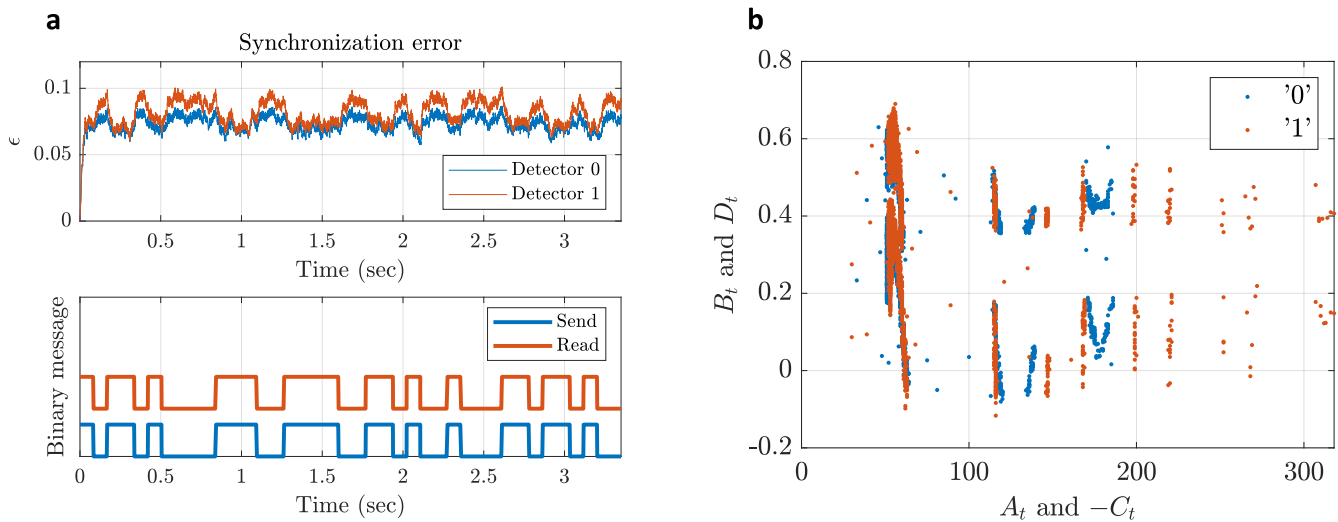 a
Synchronization error
0.1
0.05
0
ϵ
Detector 0
Detector 1
0.5
1
1.5
2
2.5
3
Time (sec)
Binary message
Send
Read
0
0.5
1
1.5
2
2.5
3
Time (sec)
b
0.8
0.6
0.4
0.2
0
-0.2
B_t and D_t
'0'
'1'
0
100
200
300
A_t and −C_t